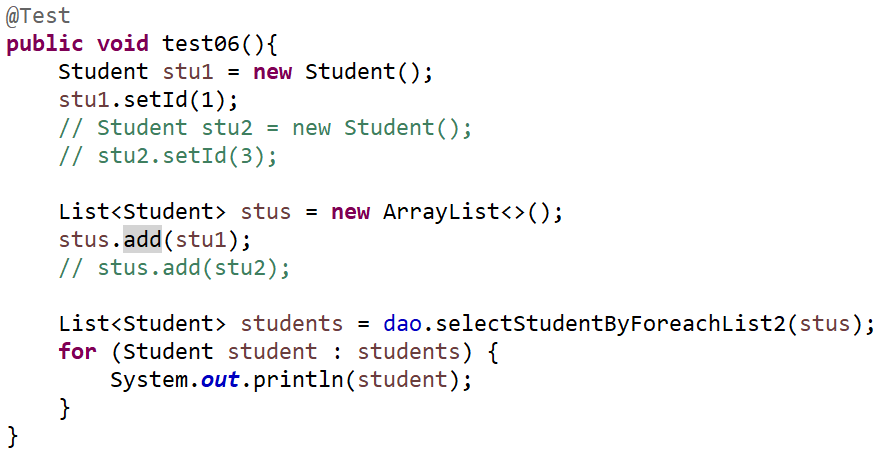 @Test
public void test06(){
    Student stu1 = new Student();
    stu1.setId(1);
    // Student stu2 = new Student();
    // stu2.setId(3);

    List<Student> stus = new ArrayList<>();
    stus.add(stu1);
    // stus.add(stu2);

    List<Student> students = dao.selectStudentByForeachList2(stus);
    for (Student student : students) {
        System.out.println(student);
    }
}